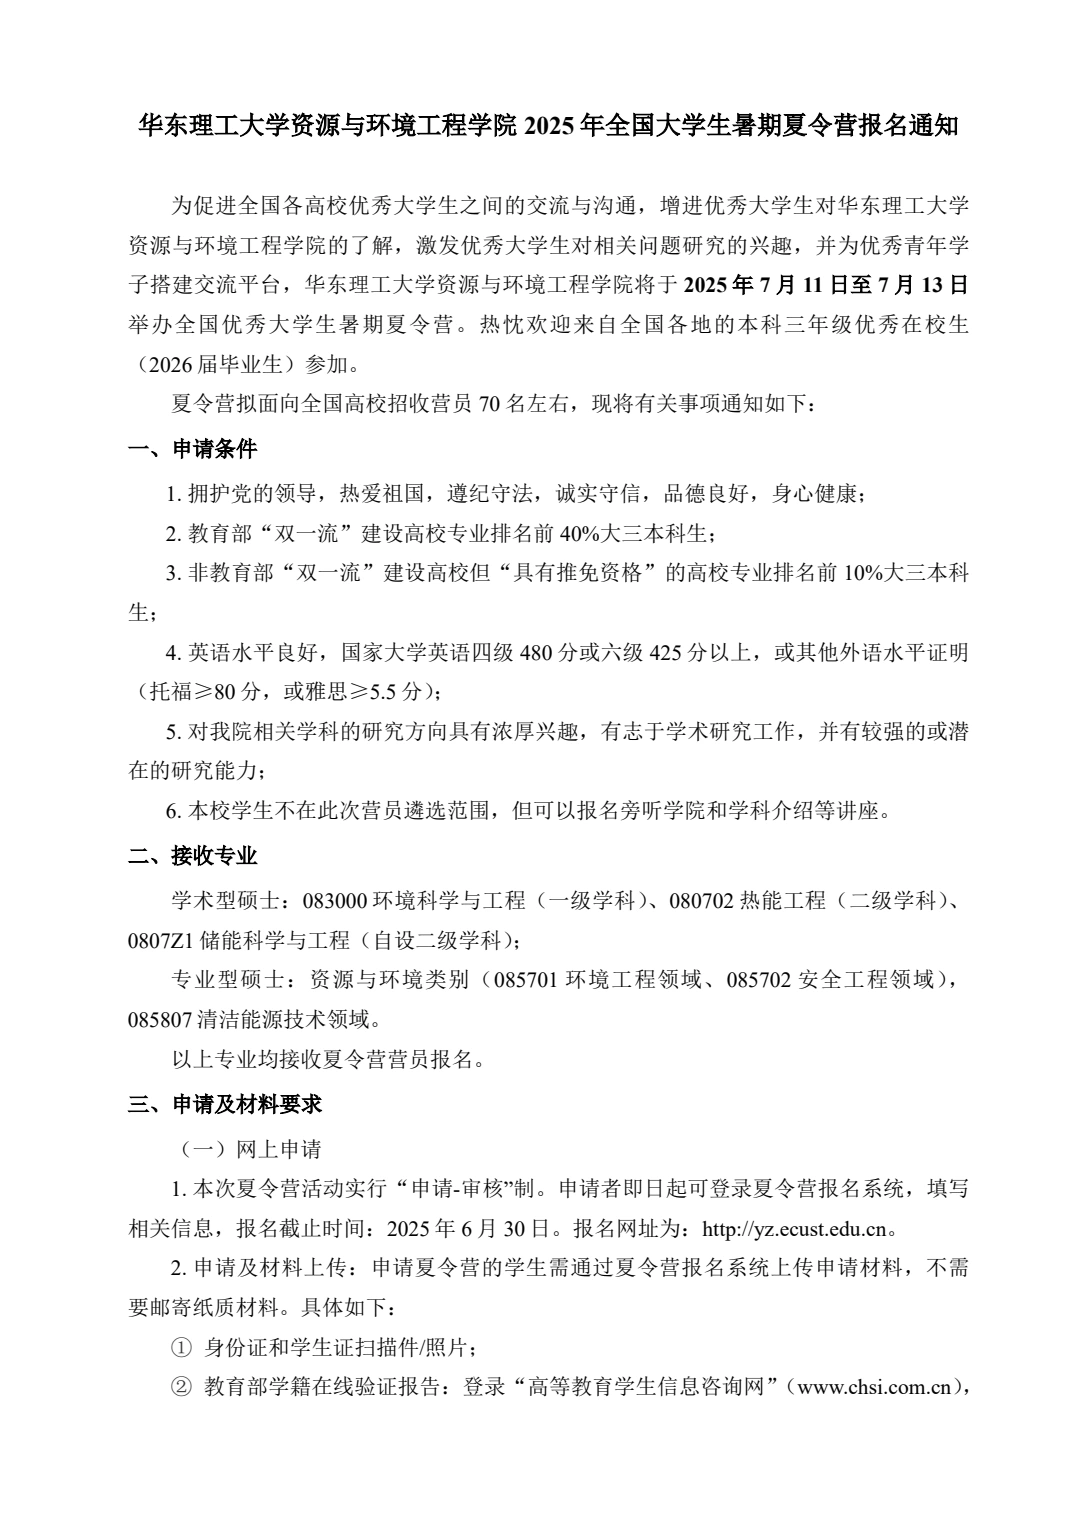 华东理工大学资源与环境工程学院 2025 年全国大学生暑期夏令营报名通知
为促进全国各高校优秀大学生之间的交流与沟通，增进优秀大学生对华东理工大学
资源与环境工程学院的了解，激发优秀大学生对相关问题研究的兴趣，并为优秀青年学
子搭建交流平台，华东理工大学资源与环境工程学院将于 2025 年 7 月 11 日至 7 月 13 日
举办全国优秀大学生暑期夏令营。热忱欢迎来自全国各地的本科三年级优秀在校生
（2026 届毕业生）参加。
夏令营拟面向全国高校招收营员 70 名左右，现将有关事项通知如下：
一、申请条件
1. 拥护党的领导，热爱祖国，遵纪守法，诚实守信，品德良好，身心健康；
2. 教育部“双一流”建设高校专业排名前 40%大三本科生；
3. 非教育部“双一流”建设高校但“具有推免资格”的高校专业排名前 10%大三本科
生；
4. 英语水平良好，国家大学英语四级 480 分或六级 425 分以上，或其他外语水平证明
（托福≥80 分，或雅思≥5.5 分）；
5. 对我院相关学科的研究方向具有浓厚兴趣，有志于学术研究工作，并有较强的或潜
在的研究能力；
6. 本校学生不在此次营员遴选范围，但可以报名旁听学院和学科介绍等讲座。
二、接收专业
学术型硕士：083000 环境科学与工程（一级学科）、080702 热能工程（二级学科）、
0807Z1 储能科学与工程（自设二级学科）；
专业型硕士：资源与环境类别（085701 环境工程领域、085702 安全工程领域），
085807 清洁能源技术领域。
以上专业均接收夏令营营员报名。
三、申请及材料要求
（一）网上申请
1. 本次夏令营活动实行“申请-审核”制。申请者即日起可登录夏令营报名系统，填写
相关信息，报名截止时间：2025 年 6 月 30 日。报名网址为：http://yz.ecust.edu.cn。
2. 申请及材料上传：申请夏令营的学生需通过夏令营报名系统上传申请材料，不需
要邮寄纸质材料。具体如下：
① 身份证和学生证扫描件/照片；
② 教育部学籍在线验证报告：登录“高等教育学生信息咨询网”（www.chsi.com.cn），